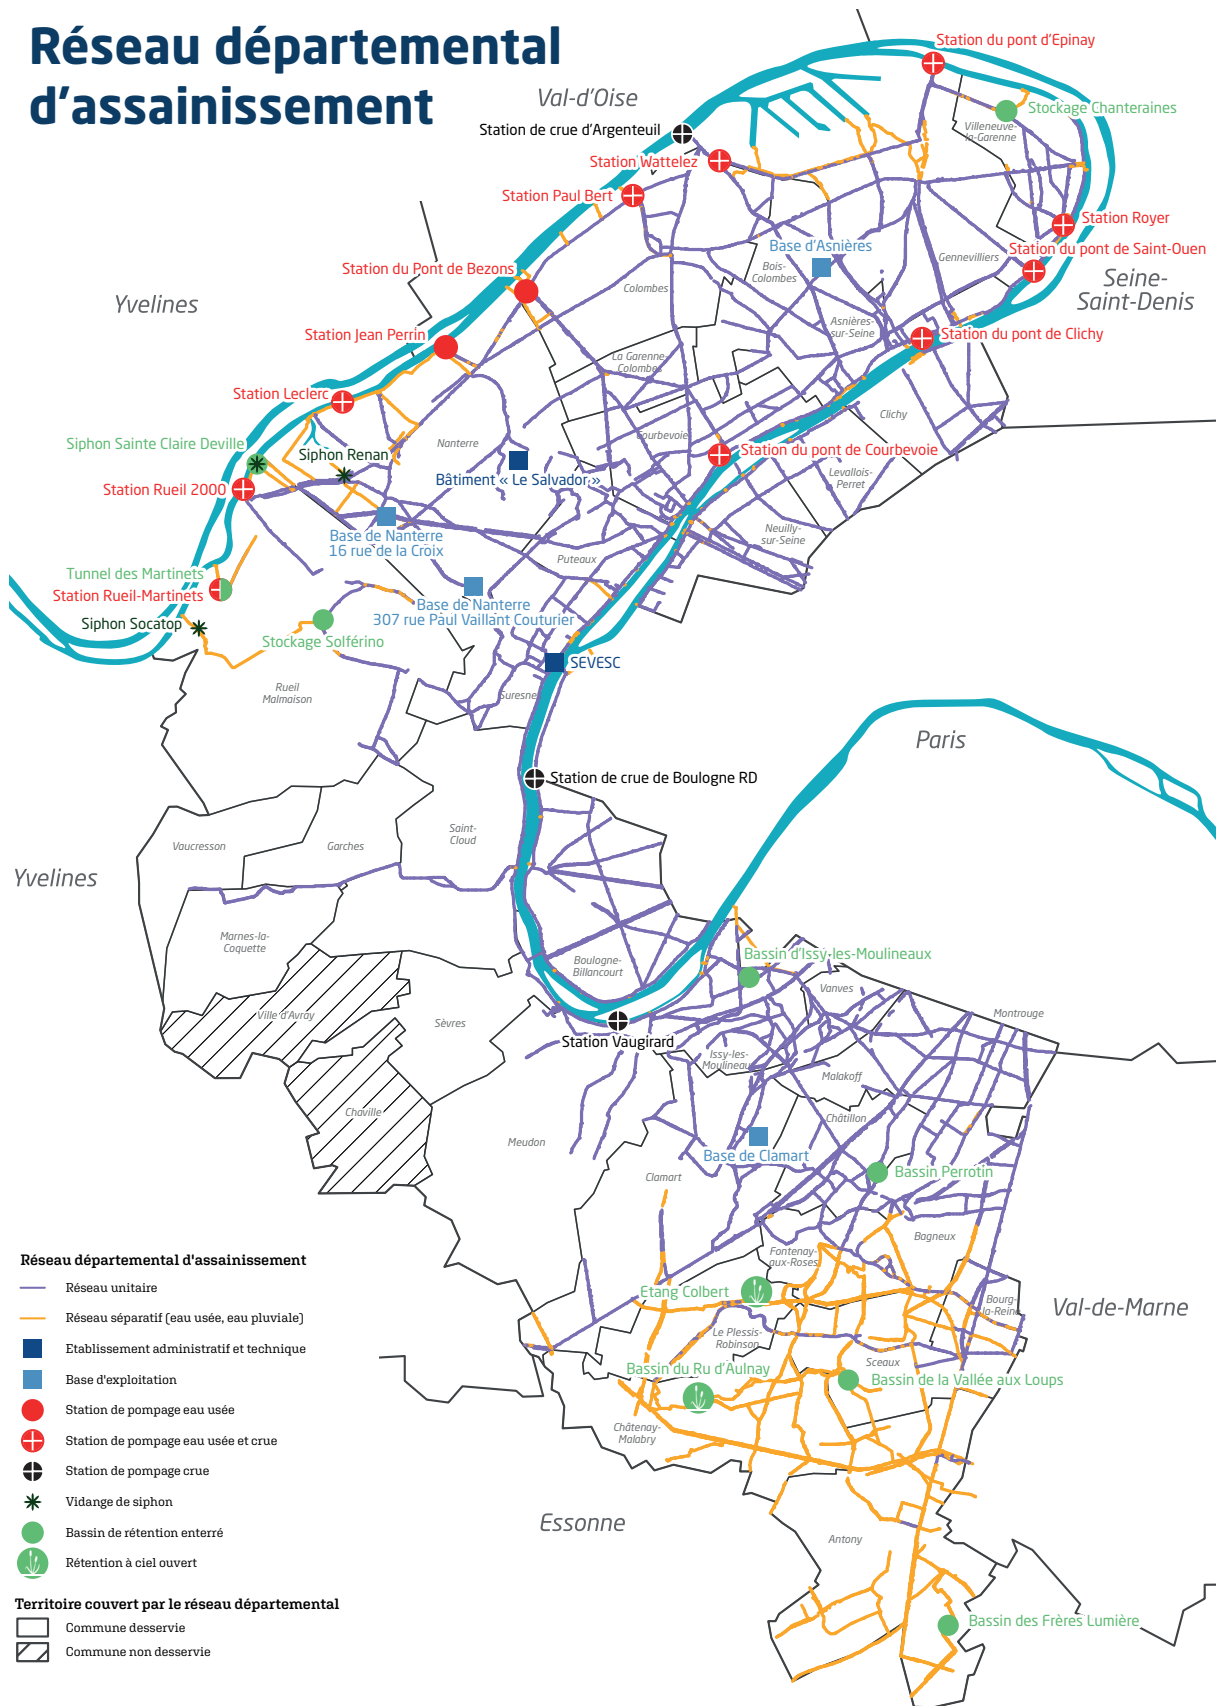 Réseau départemental
d'assainissement
Val-d'Oise
Station du pont d'Epinay
Stockage Chanteraines
Villeneuve-
la-Garenne
Station de crue d'Argenteuil
Station Wattelez
Station Paul Bert
Station Royer
Base d'Asnières
Station du pont de Saint-Ouen
Gennevilliers
Bois-
Colombes
Seine-
Saint-Denis
Station du Pont de Bezons
Colombes
Yvelines
Asnières-
sur-Seine
Station Jean Perrin
Station du pont de Clichy
La Garenne-
Colombes
Station Leclerc
Clichy
Siphon Sainte Claire Deville
Nanterre
Courbevoie
Siphon Renan
Station du pont de Courbevoie
Bâtiment « Le Salvador »
Levallois-
Perret
Station Rueil 2000
Base de Nanterre
16 rue de la Croix
Neuilly-
sur-Seine
Puteaux
Tunnel des Martinets
Station Rueil-Martinets
Base de Nanterre
307 rue Paul Vaillant Couturier
Siphon Socatop
Stockage Solférino
SEVESC
Rueil
Malmaison
Suresne
Paris
Station de crue de Boulogne RD
Saint-
Cloud
Vaucresson
Garches
Yvelines
Marnes-la-
Coquette
Boulogne-
Billancourt
Bassin d'Issy-les-Moulineaux
Vanves
Ville d'Avray
Sèvres
Montrouge
Station Vaugirard
Issy-les-
Moulineau
Malakoff
Chaville
Châtillon
Meudon
Base de Clamart
Clamart
Bassin Perrotin
Bagneux
Fontenay-
aux-Roses
Etang Colbert
Bourg-
la-Reine
Val-de-Marne
Le Plessis-
Robinson
Sceaux
Bassin du Ru d'Aulnay
Bassin de la Vallée aux Loups
Châtenay-
Malabry
Essonne
Antony
Bassin des Frères Lumière
Réseau départemental d'assainissement
Réseau unitaire
Réseau séparatif (eau usée, eau pluviale)
Etablissement administratif et technique
Base d'exploitation
Station de pompage eau usée
Station de pompage eau usée et crue
Station de pompage crue
Vidange de siphon
Bassin de rétention enterré
Rétention à ciel ouvert
Territoire couvert par le réseau départemental
Commune desservie
Commune non desservie